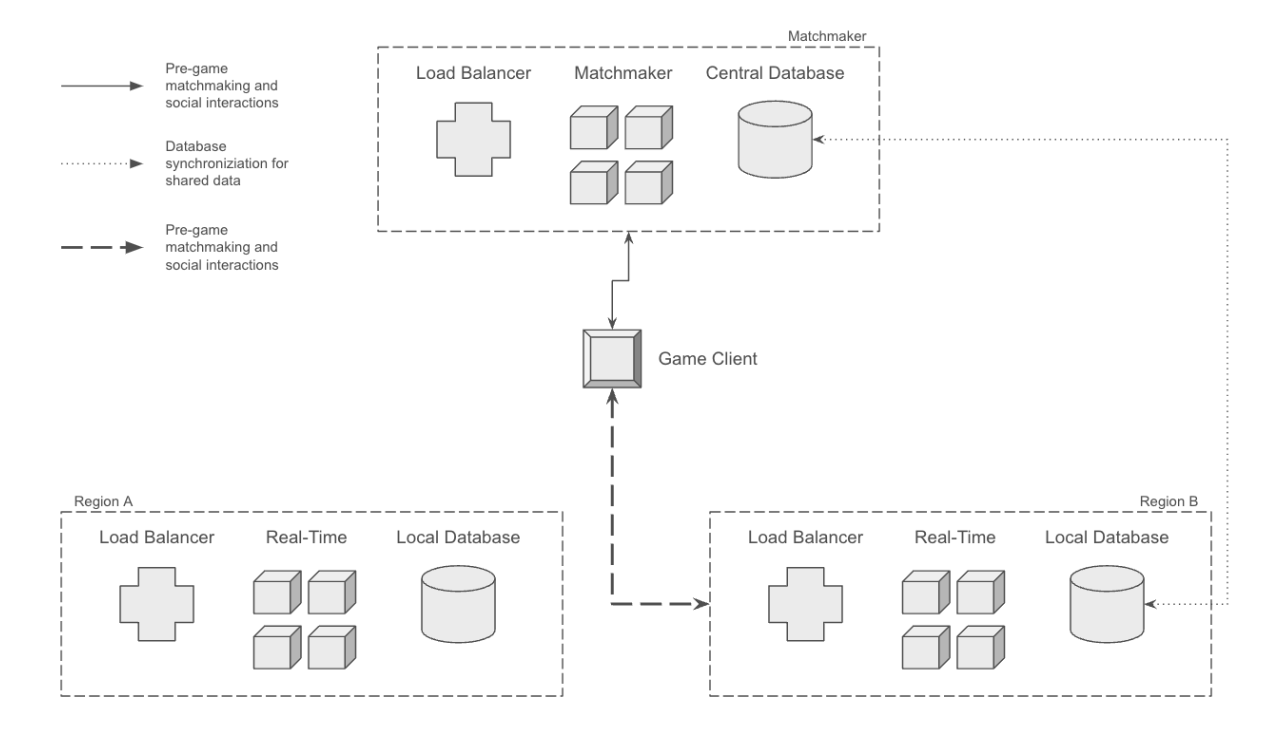 Matchmaker
Load Balancer
Matchmaker
Central Database
Pre-game
matchmaking and
social interactions
Database
synchroniziation for
shared data
Pre-game
matchmaking and
social interactions
Game Client
Region A
Load Balancer
Real-Time
Local Database
Region B
Load Balancer
Real-Time
Local Database